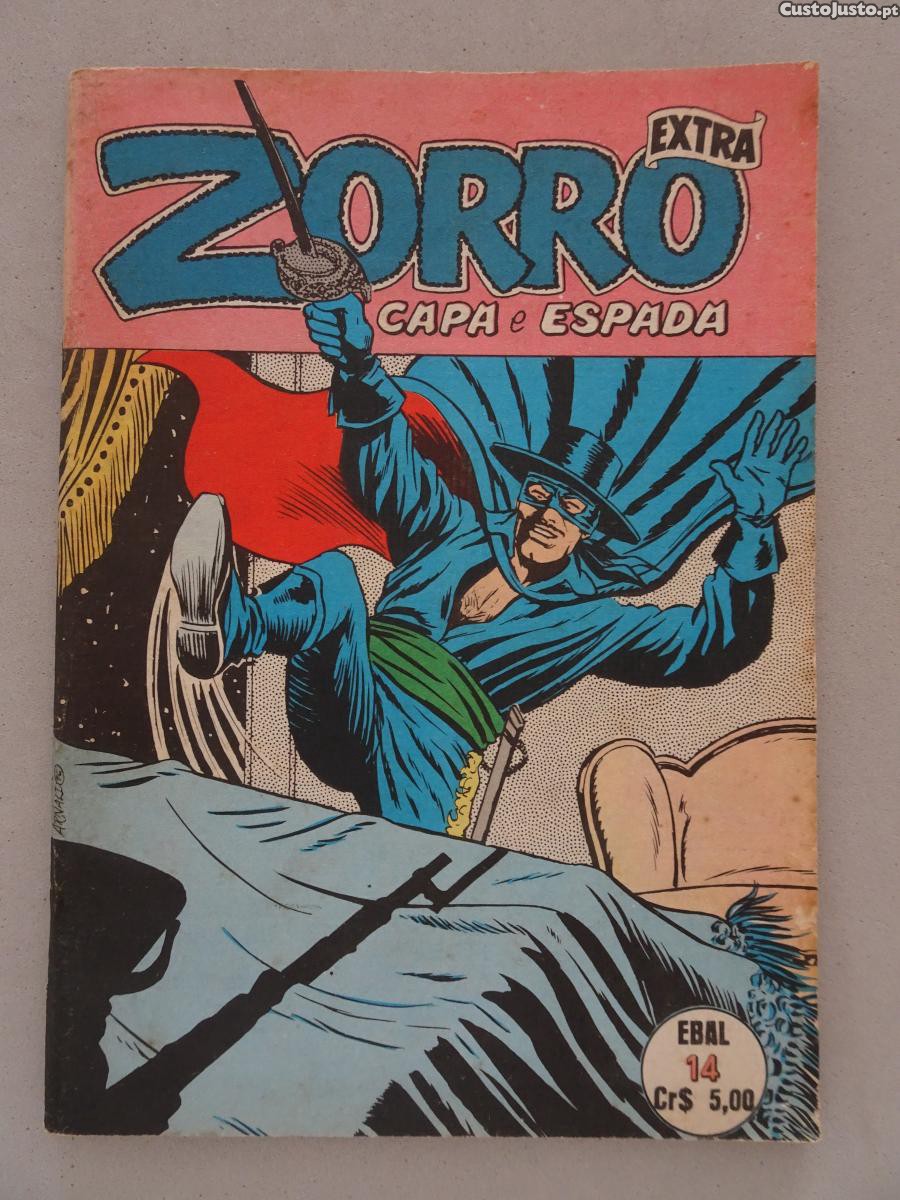 CustoJusto.pt
EXTRA
ZORRO
CAPA e ESPADA
EBAL
14
Cr$ 5,00